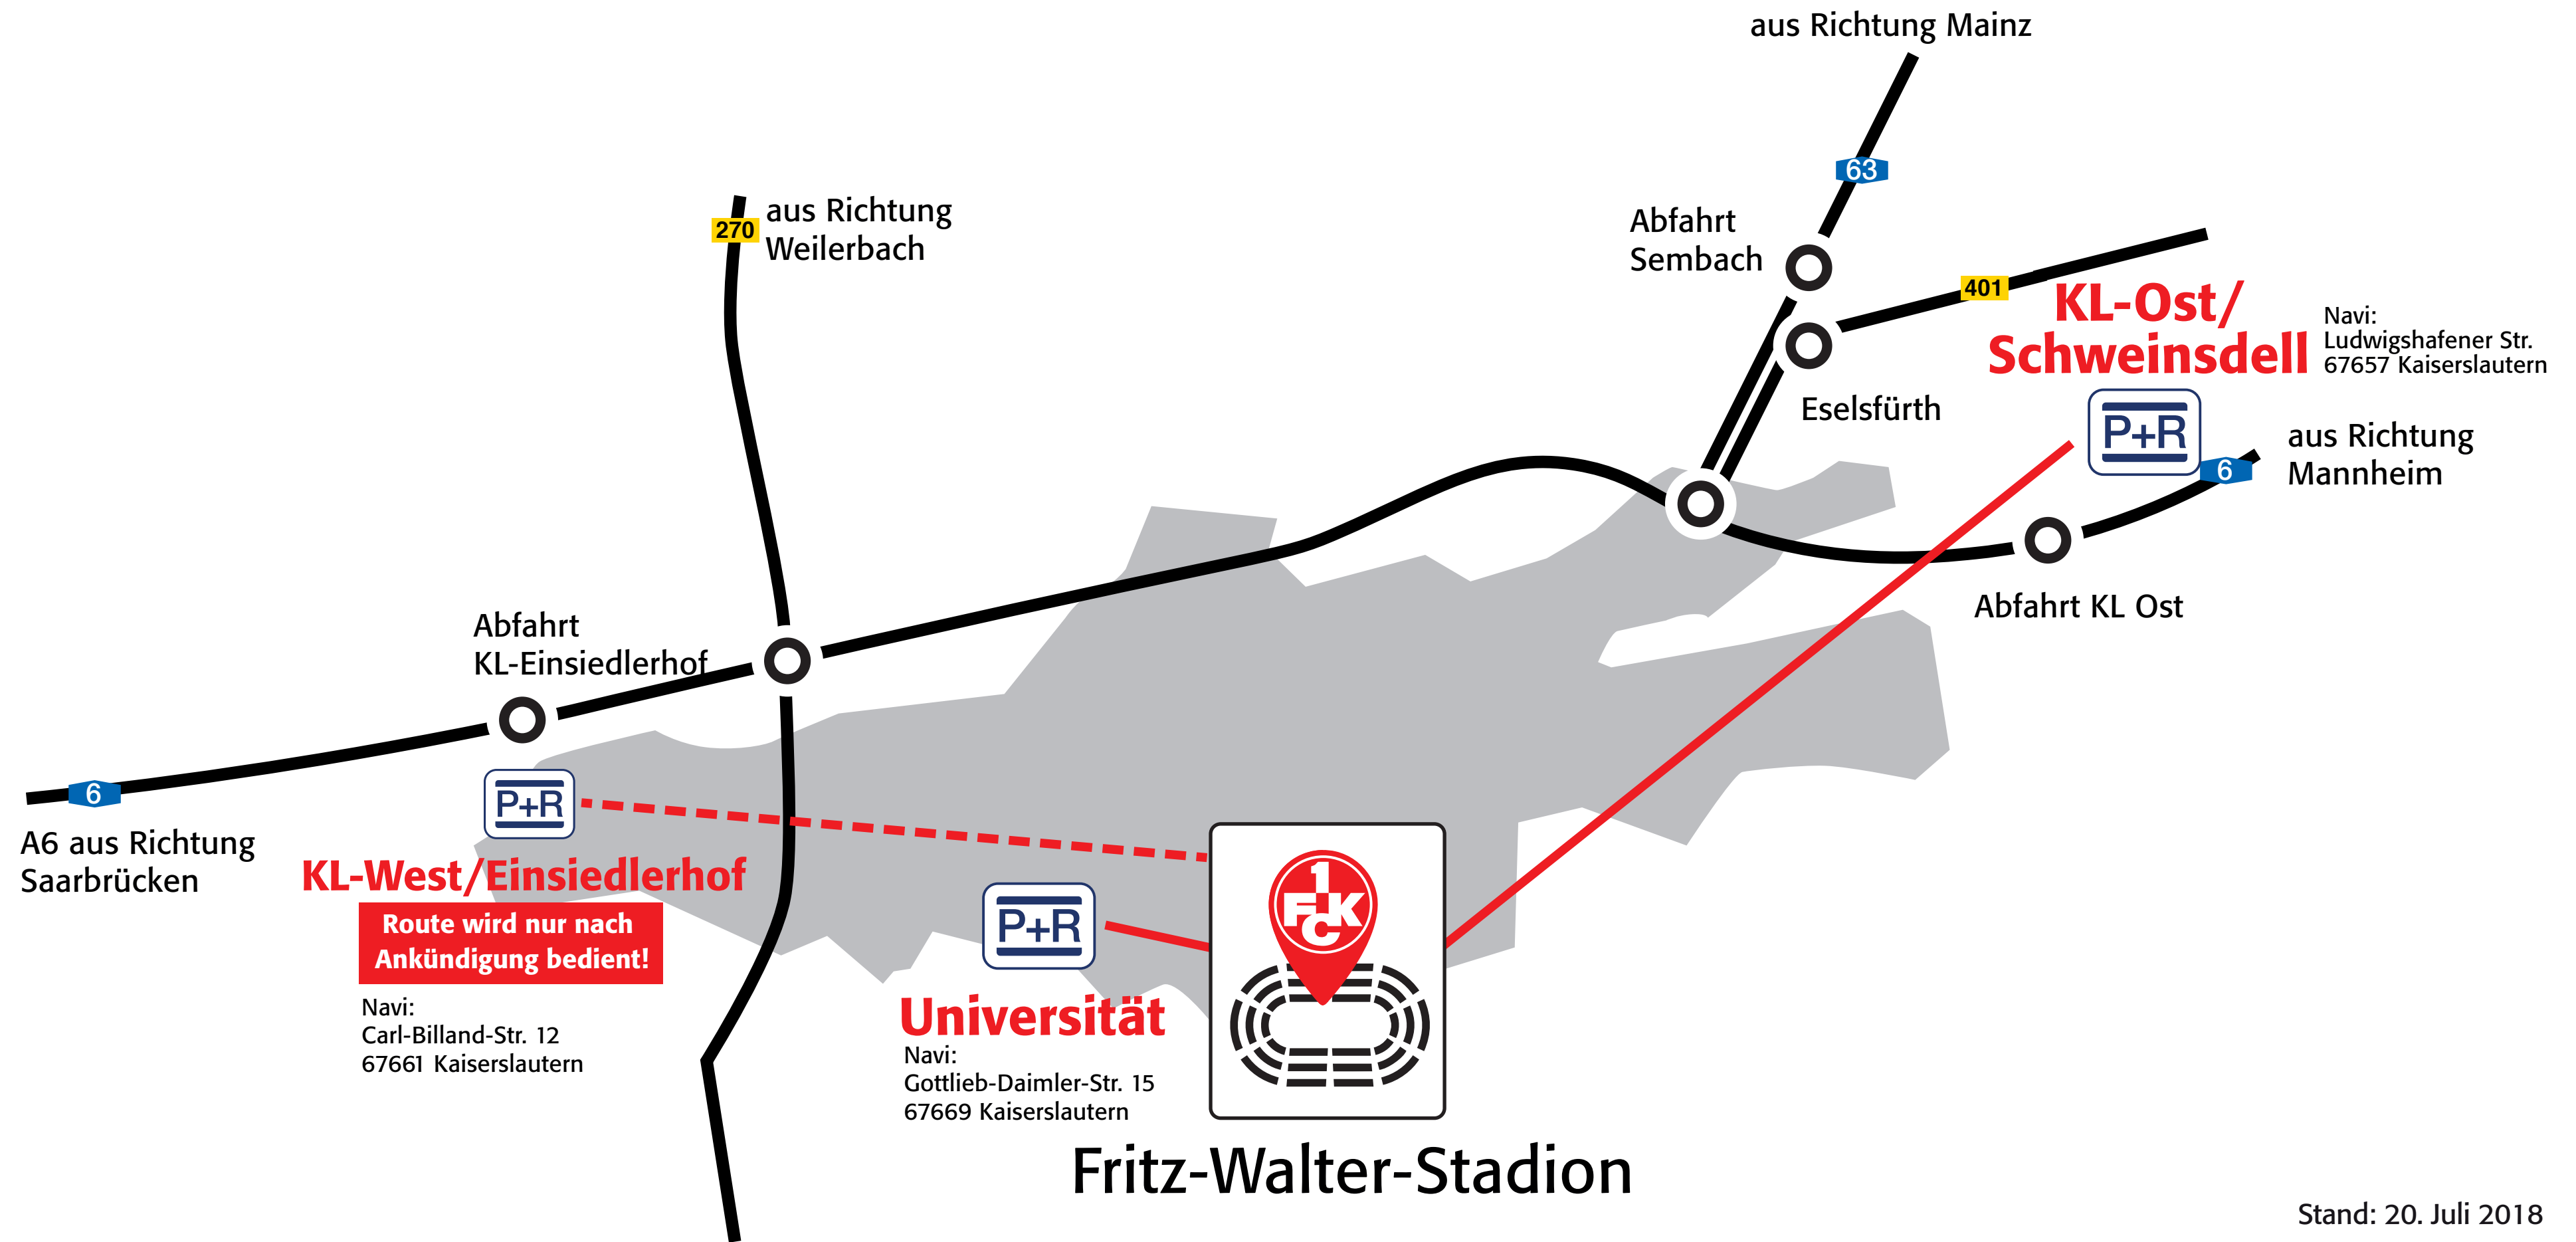 aus Richtung Mainz
63
Abfahrt
Sembach
270
aus Richtung
Weilerbach
401
KL-Ost/
Schweinsdell
Navi:
Ludwigshafener Str.
67657 Kaiserslautern
Eselsfürth
P+R
6
aus Richtung
Mannheim
Abfahrt KL Ost
Abfahrt
KL-Einsiedlerhof
6
A6 aus Richtung
Saarbrücken
P+R
KL-West/Einsiedlerhof
Route wird nur nach
Ankündigung bedient!
Navi:
Carl-Billand-Str. 12
67661 Kaiserslautern
P+R
Universität
Navi:
Gottlieb-Daimler-Str. 15
67669 Kaiserslautern
1
FCK
Fritz-Walter-Stadion
Stand: 20. Juli 2018